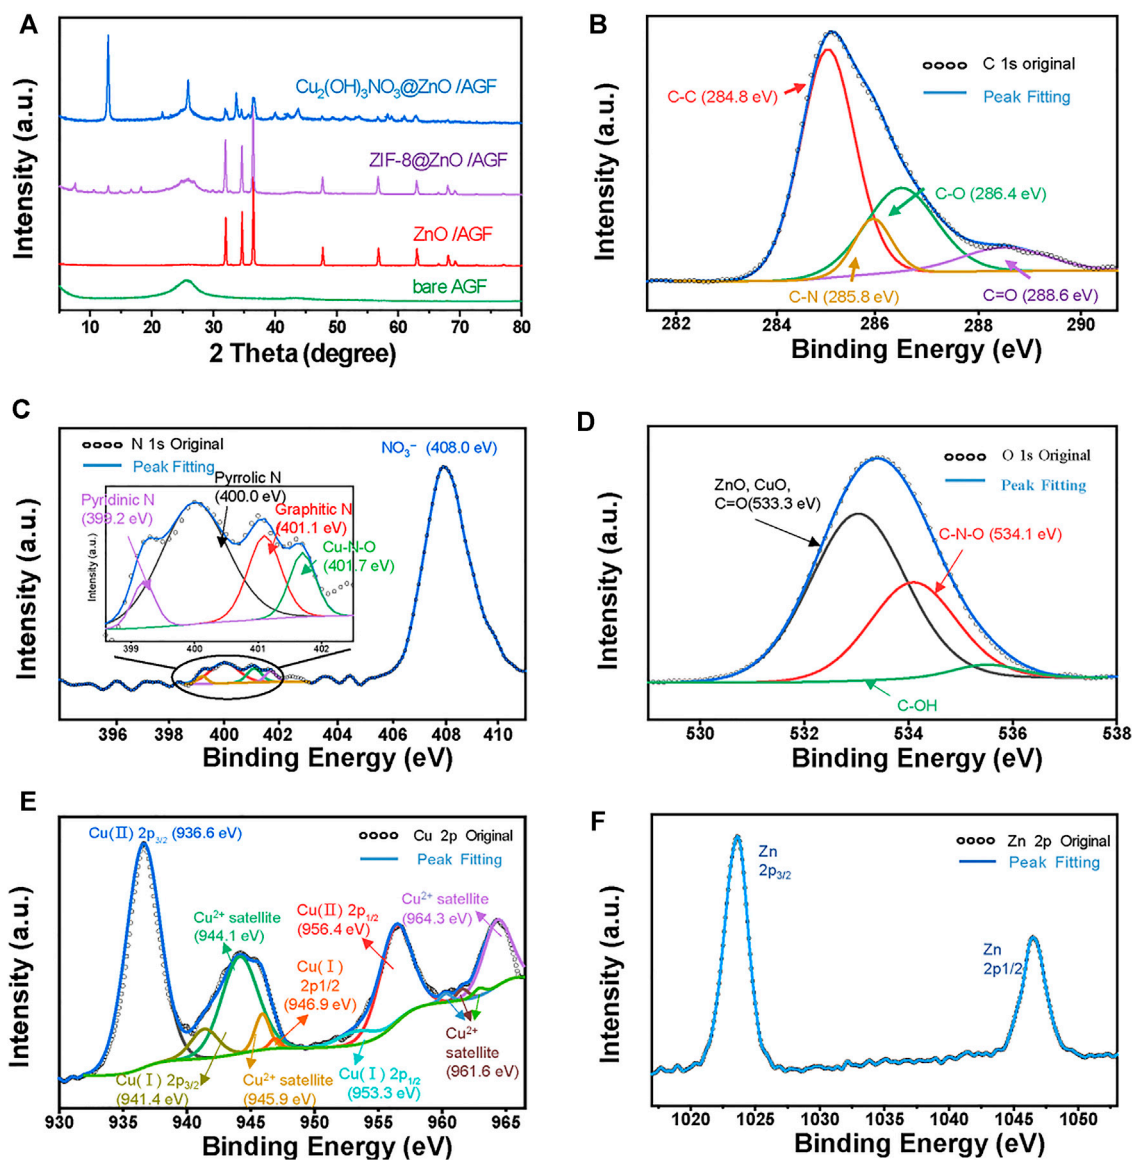 A
Intensity (a.u.)
Cu₂(OH)₃NO₃@ZnO /AGF
ZIF-8@ZnO /AGF
ZnO /AGF
bare AGF
10 20 30 40 50 60 70 80
2 Theta (degree)
B
Intensity (a.u.)
C 1s original
Peak Fitting
C-C (284.8 eV)
C-O (286.4 eV)
C-N (285.8 eV)
C=O (288.6 eV)
282 284 286 288 290
Binding Energy (eV)
C
Intensity (a.u.)
N 1s Original
Peak Fitting
NO₃⁻ (408.0 eV)
Pyridinic N
(399.2 eV)
Pyrrolic N
(400.0 eV)
Graphitic N
(401.1 eV)
Cu-N-O
(401.7 eV)
Intensity (a.u.)
399 400 401 402
396 398 400 402 404 406 408 410
Binding Energy (eV)
D
Intensity (a.u.)
O 1s Original
Peak Fitting
ZnO, CuO,
C=O(533.3 eV)
C-N-O (534.1 eV)
C-OH
530 532 534 536 538
Binding Energy (eV)
E
Intensity (a.u.)
Cu(Ⅱ) 2p₃/₂ (936.6 eV)
Cu 2p Original
Peak Fitting
Cu²⁺ satellite
(944.1 eV)
Cu(Ⅱ) 2p₁/₂
(956.4 eV)
Cu²⁺ satellite
(964.3 eV)
Cu(Ⅰ)
2p1/2
(946.9 eV)
Cu²⁺
satellite
(961.6 eV)
Cu(Ⅰ) 2p₃/₂
(941.4 eV)
Cu²⁺ satellite
(945.9 eV)
Cu(Ⅰ) 2p₁/₂
(953.3 eV)
930 935 940 945 950 955 960 965
Binding Energy (eV)
F
Intensity (a.u.)
Zn 2p Original
Peak Fitting
Zn
2p₃/₂
Zn
2p1/2
1020 1025 1030 1035 1040 1045 1050
Binding Energy (eV)